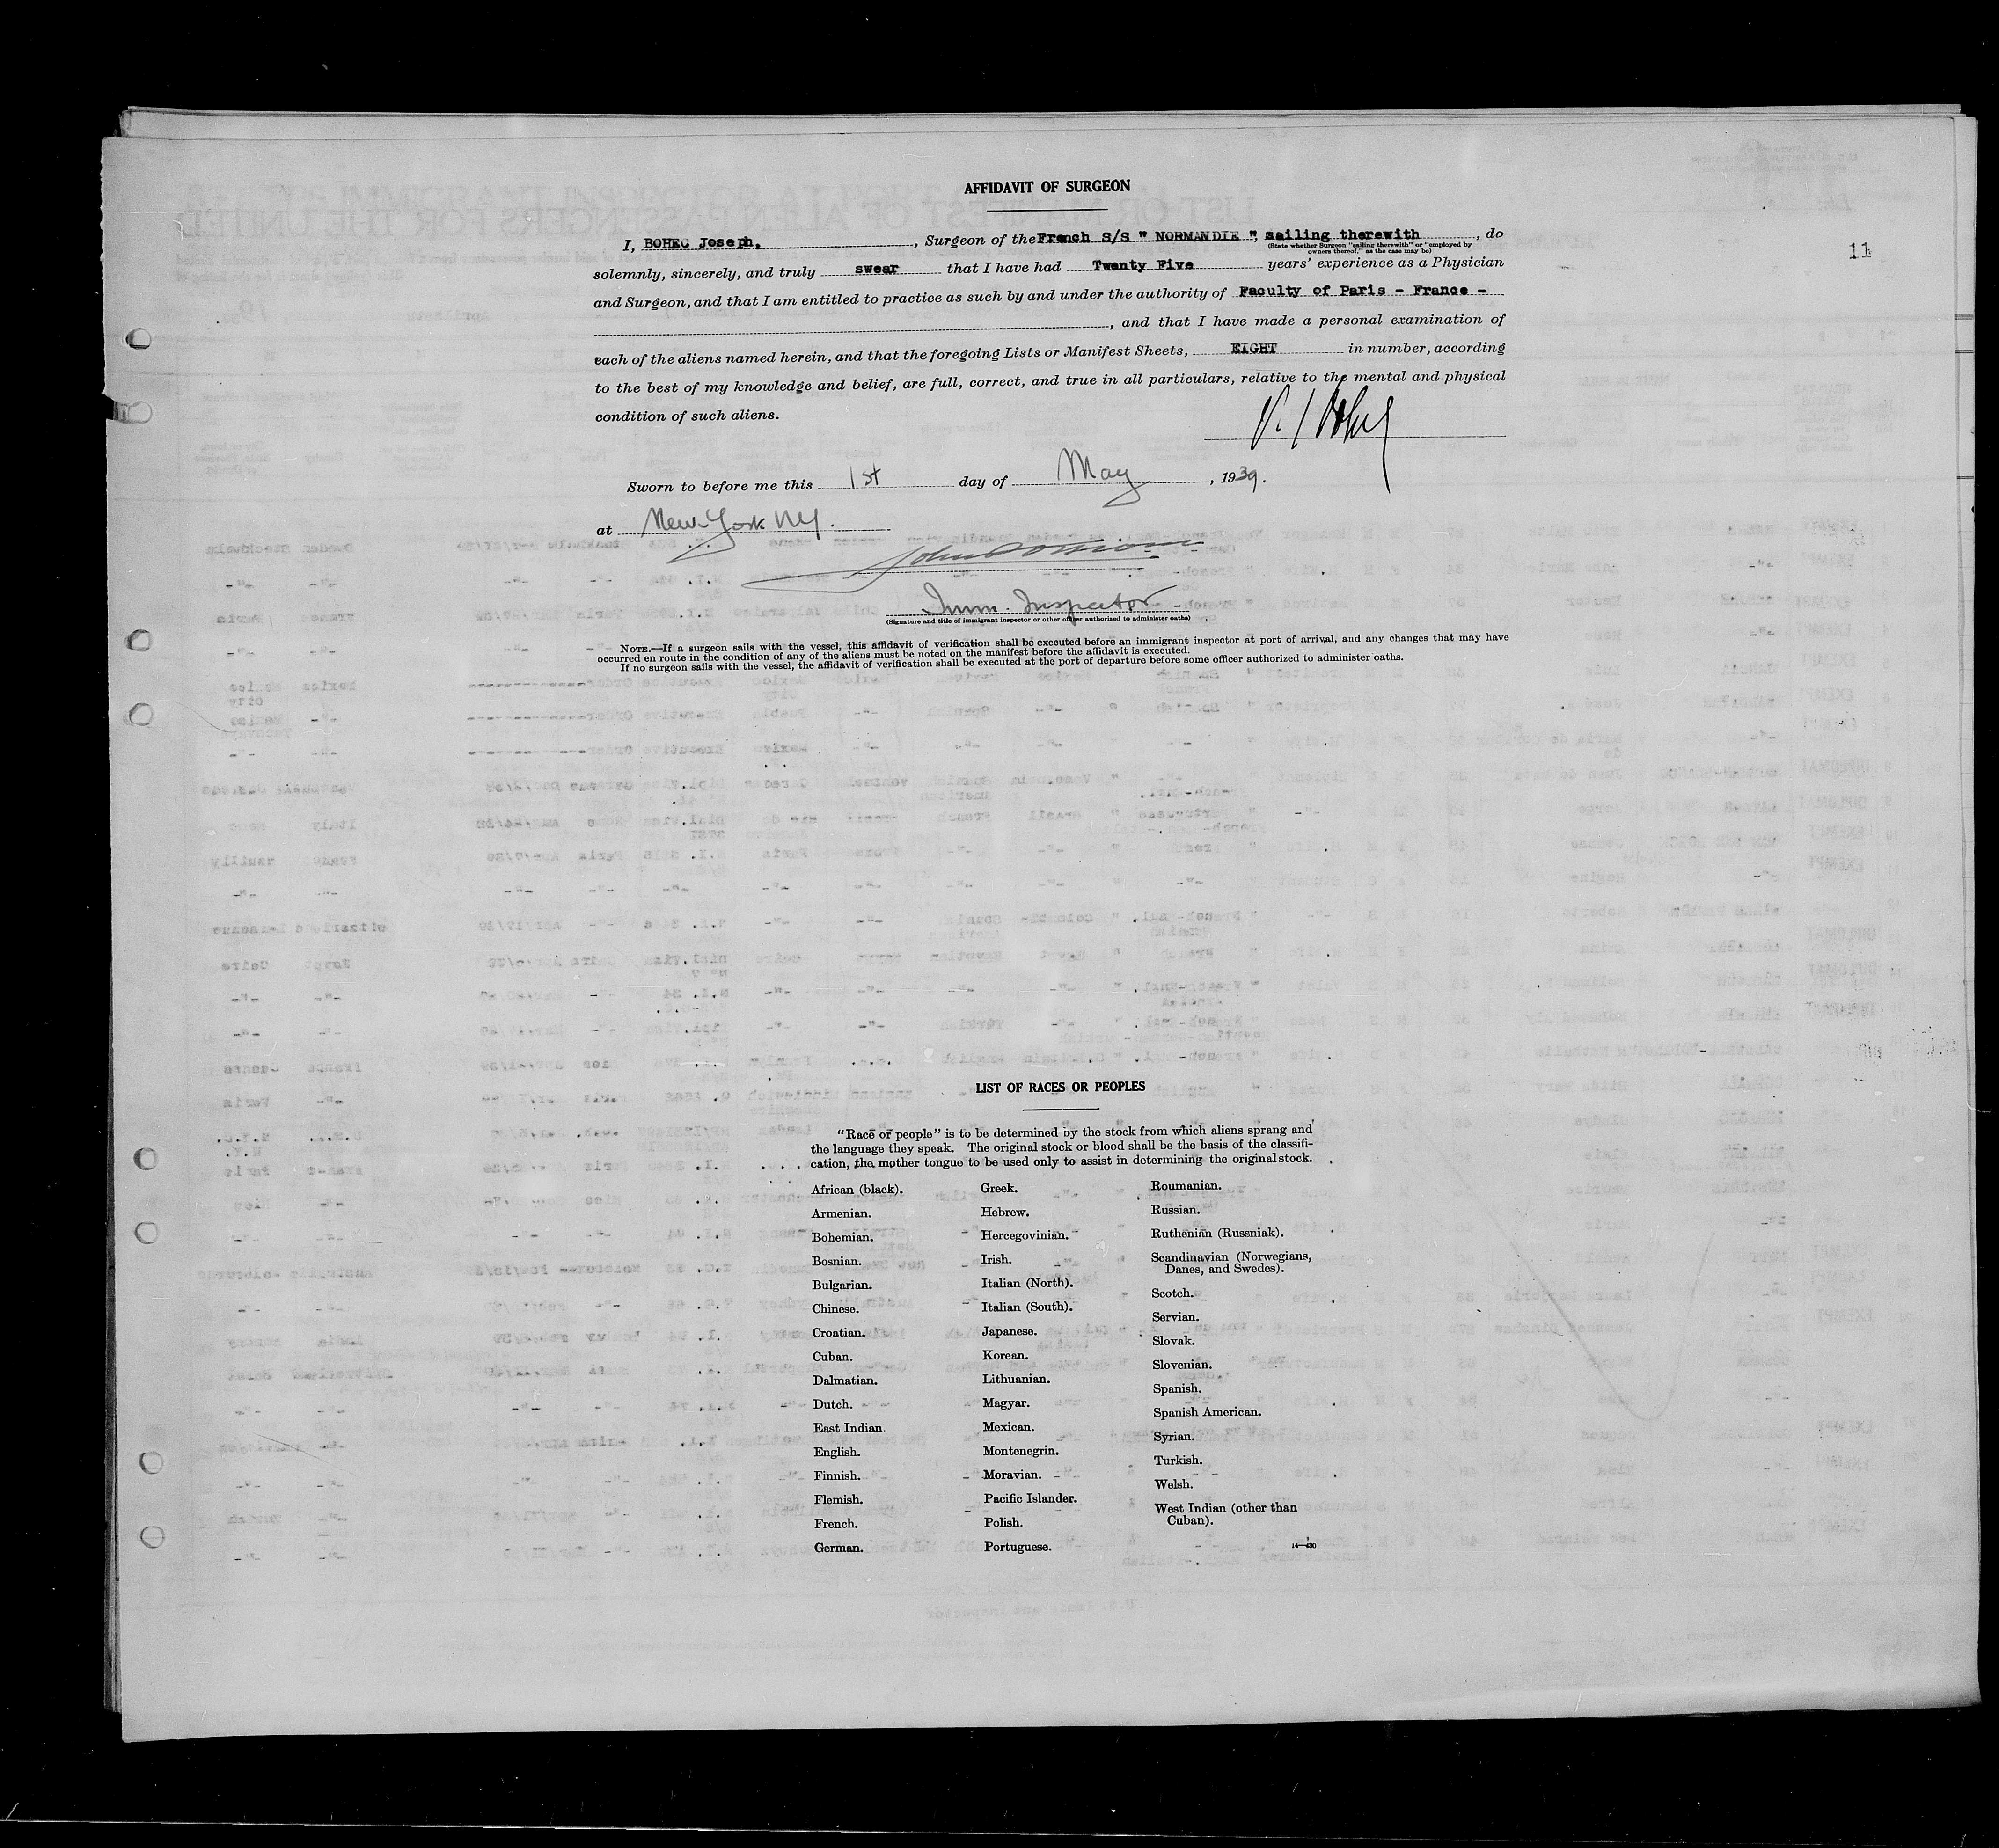 AFFIDAVIT OF SURGEON
11
I, BOHEC Joseph, , Surgeon of the French S/S " NORMANDIE ", sailing therewith , do
(State whether Surgeon "sailing therewith" or "employed by
owners thereof," as the case may be)
solemnly, sincerely, and truly swear that I have had Twenty Five years' experience as a Physician
and Surgeon, and that I am entitled to practice as such by and under the authority of Faculty of Paris - France -
, and that I have made a personal examination of
each of the aliens named herein, and that the foregoing Lists or Manifest Sheets, EIGHT in number, according
to the best of my knowledge and belief, are full, correct, and true in all particulars, relative to the mental and physical
condition of such aliens.
Sworn to before me this 1st day of May , 1939.
at New York NY.
Imm. Inspector
(Signature and title of immigrant inspector or other officer authorized to administer oaths)
NOTE.—If a surgeon sails with the vessel, this affidavit of verification shall be executed before an immigrant inspector at port of arrival, and any changes that may have
occurred en route in the condition of any of the aliens must be noted on the manifest before the affidavit is executed.
If no surgeon sails with the vessel, the affidavit of verification shall be executed at the port of departure before some officer authorized to administer oaths.
LIST OF RACES OR PEOPLES
"Race or people" is to be determined by the stock from which aliens sprang and
the language they speak. The original stock or blood shall be the basis of the classifi-
cation, the mother tongue to be used only to assist in determining the original stock.
African (black).
Armenian.
Bohemian.
Bosnian.
Bulgarian.
Chinese.
Croatian.
Cuban.
Dalmatian.
Dutch.
East Indian
English.
Finnish.
Flemish.
French.
German.
Greek.
Hebrew.
Hercegovinian.
Irish.
Italian (North).
Italian (South).
Japanese.
Korean.
Lithuanian.
Magyar.
Mexican.
Montenegrin.
Moravian.
Pacific Islander.
Polish.
Portuguese.
Roumanian.
Russian.
Ruthenian (Russniak).
Scandinavian (Norwegians,
Danes, and Swedes).
Scotch.
Servian.
Slovak.
Slovenian.
Spanish.
Spanish American.
Syrian.
Turkish.
Welsh.
West Indian (other than
Cuban).